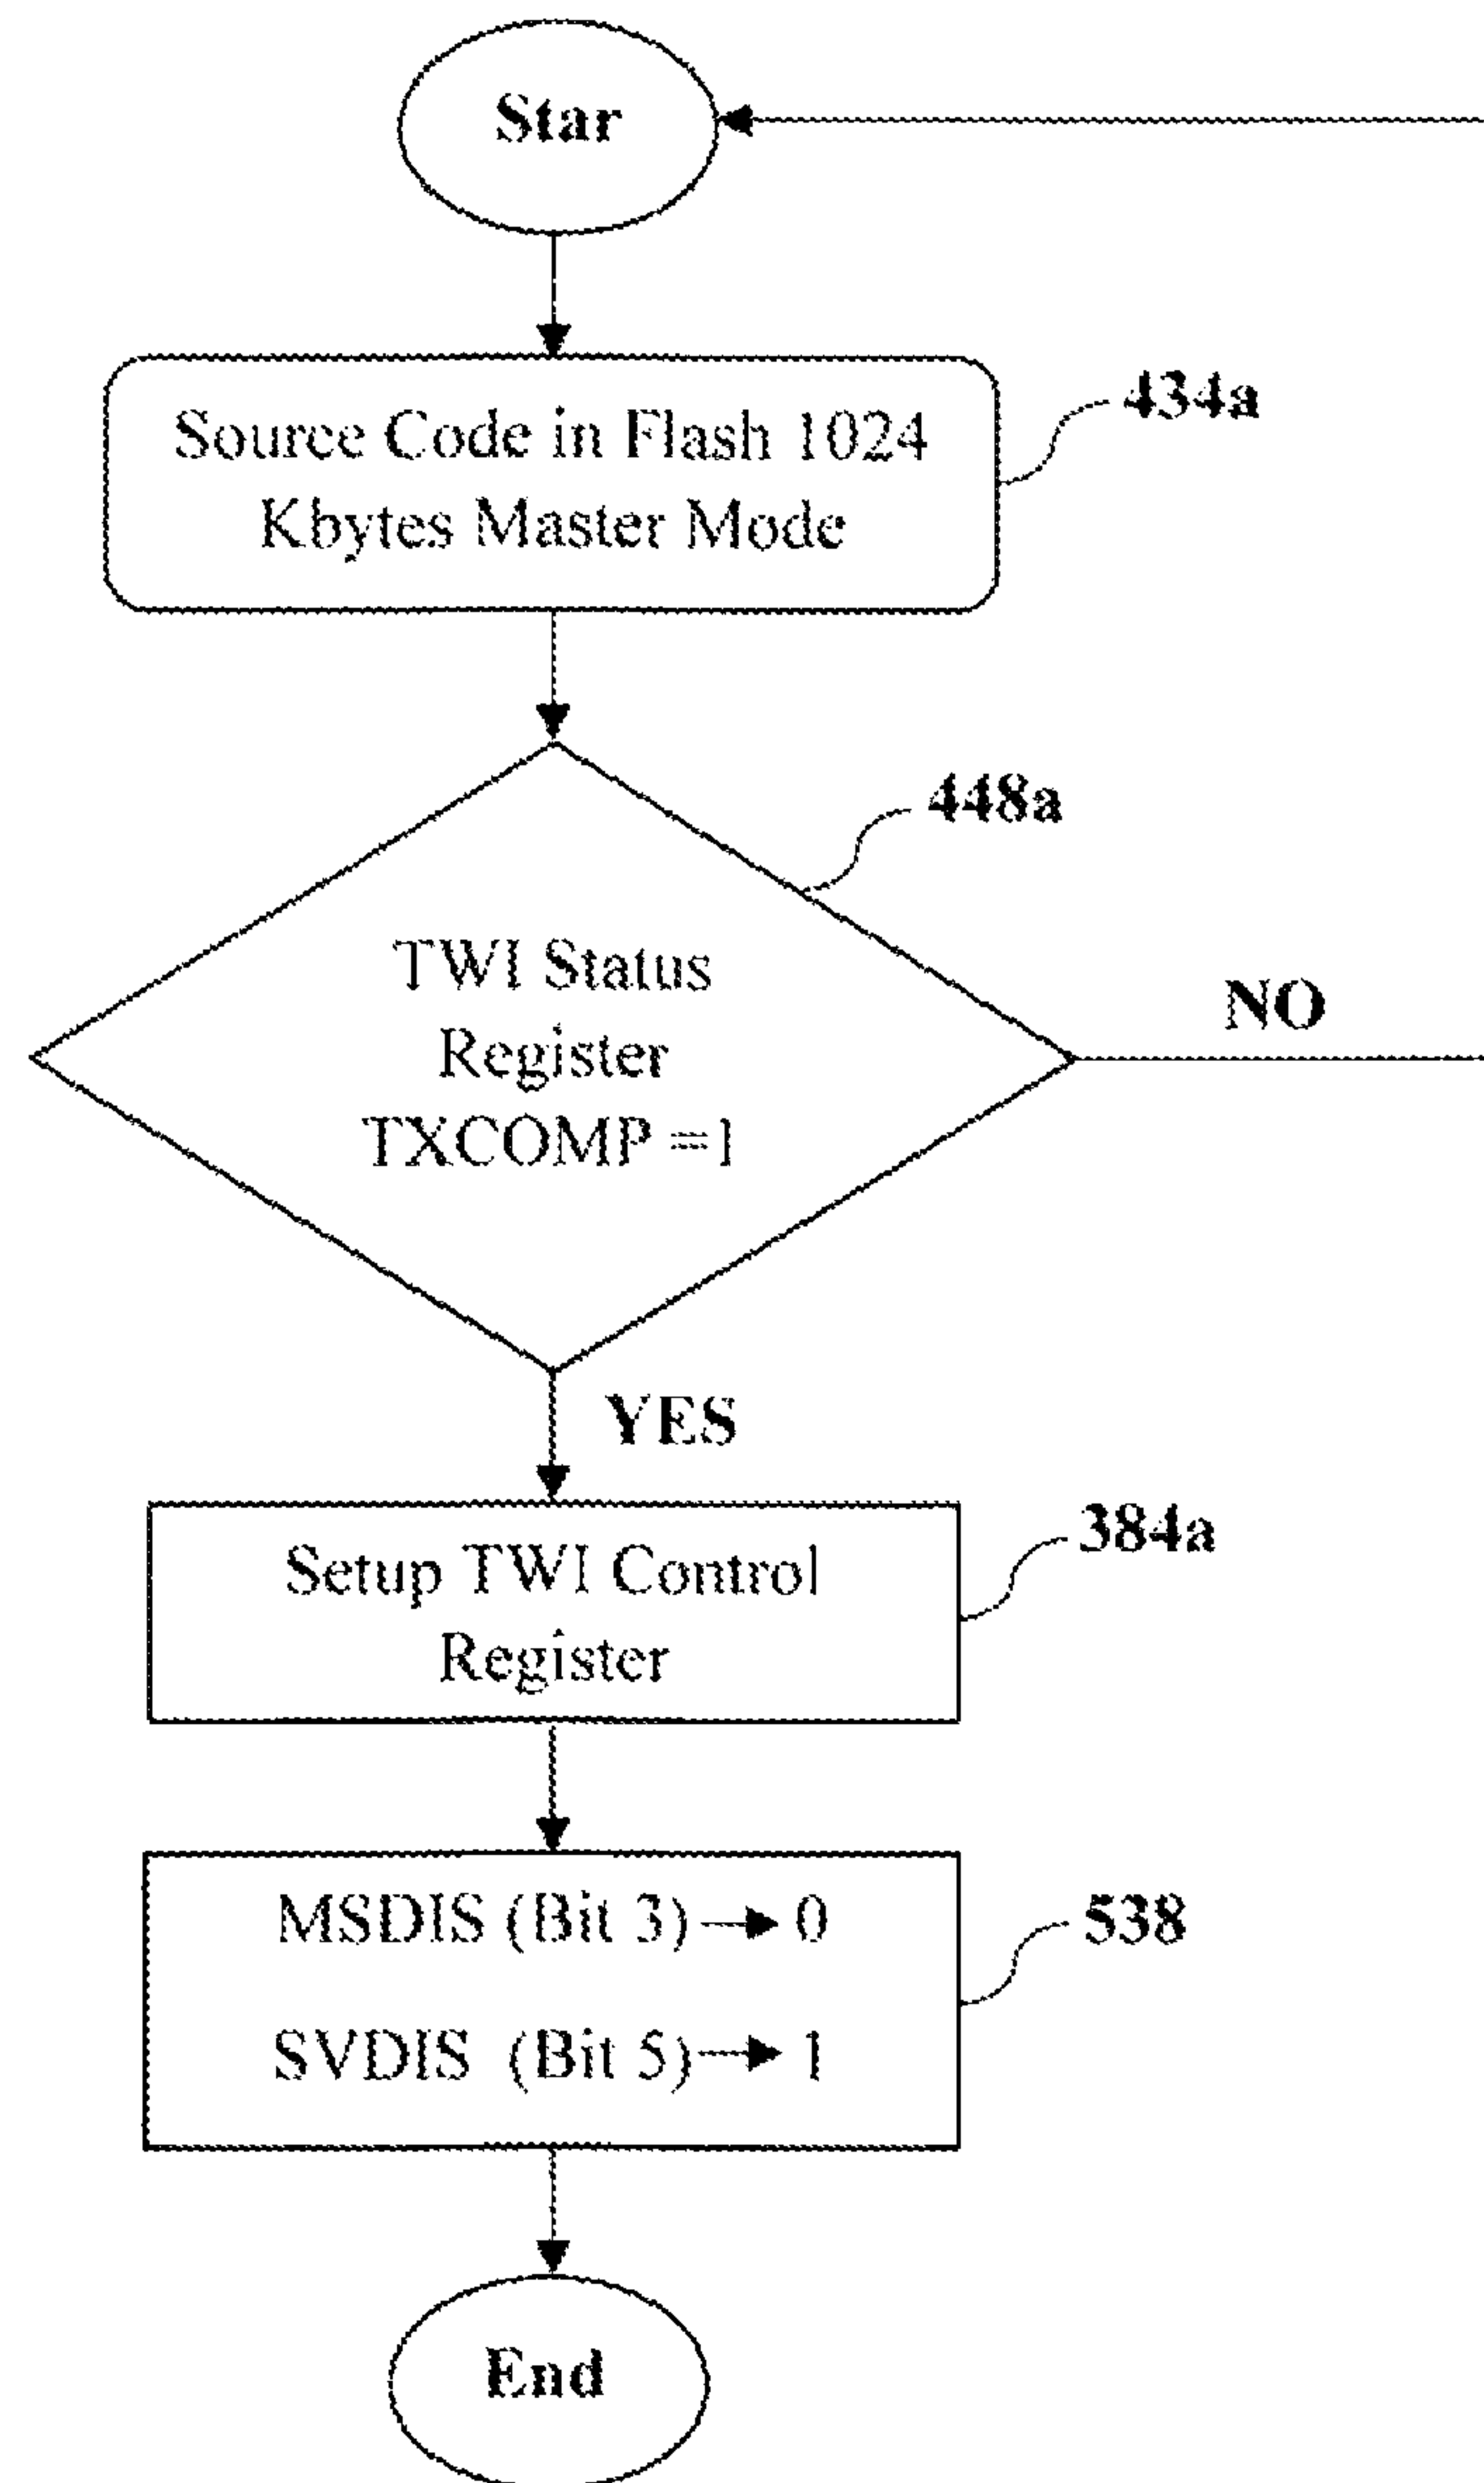 Star
Source Code in Flash 1024
Kbytes Master Mode
434a
448a
TWI Status
Register
TXCOMP =1
NO
YES
Setup TWI Control
Register
384a
MSDIS (Bit 3) → 0
SVDIS (Bit 5) → 1
538
End